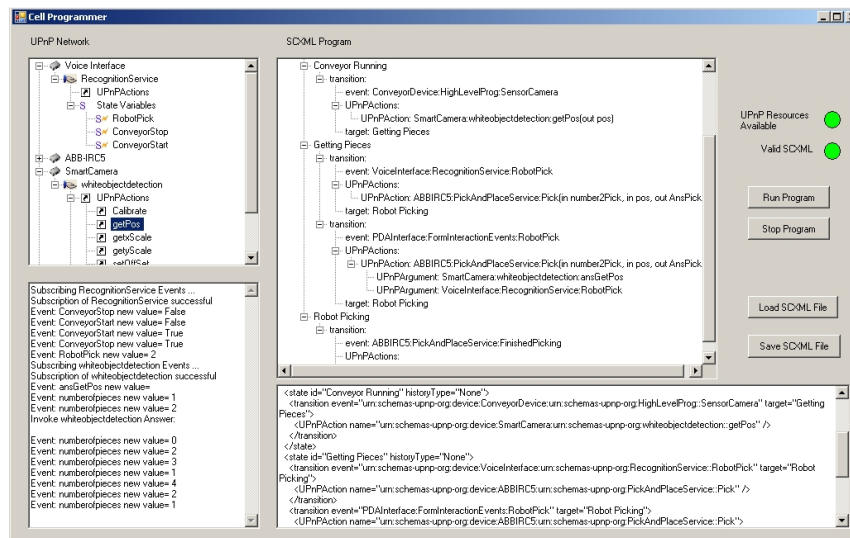 Cell Programmer
UPnP Network
SCXML Program
Voice Interface
RecognitionService
UPnPActions
S State Variables
RobotPick
ConveyorStop
ConveyorStart
ABB-IRC5
SmartCamera
whiteobjectdetection
UPnPActions
Calibrate
getPos
getxScale
getyScale
setOffSet
Conveyor Running
transition:
event: ConveyorDevice:HighLevelProg:SensorCamera
UPnPActions:
UPnPAction: SmartCamera:whiteobjectdetection:getPos(out pos)
target: Getting Pieces
Getting Pieces
transition:
event: VoiceInterface:RecognitionService:RobotPick
UPnPActions:
UPnPAction: ABBIRC5:PickAndPlaceService:Pick(in number2Pick, in pos, out AnsPick
target: Robot Picking
transition:
event: PDAInterface:FormInteractionEvents:RobotPick
UPnPActions:
UPnPAction: ABBIRC5:PickAndPlaceService:Pick(in number2Pick, in pos, out AnsPick
UPnPArgument: SmartCamera:whiteobjectdetection:ansGetPos
UPnPArgument: VoiceInterface:RecognitionService:RobotPick
target: Robot Picking
Robot Picking
transition:
event: ABBIRC5:PickAndPlaceService:FinishedPicking
UPnPActions:
UPnP Resources
Available
Valid SCXML
Run Program
Stop Program
Load SCXML File
Save SCXML File
Subscribing RecognitionService Events ...
Subscription of RecognitionService successful
Event: ConveyorStop new value= False
Event: ConveyorStart new value= False
Event: ConveyorStart new value= True
Event: ConveyorStop new value= True
Event: RobotPick new value= 2
Subscribing whiteobjectdetection Events ...
Subscription of whiteobjectdetection successful
Event: ansGetPos new value=
Event: numberofpieces new value= 1
Event: numberofpieces new value= 2
Invoke whiteobjectdetection Answer:
Event: numberofpieces new value= 0
Event: numberofpieces new value= 2
Event: numberofpieces new value= 3
Event: numberofpieces new value= 1
Event: numberofpieces new value= 4
Event: numberofpieces new value= 2
Event: numberofpieces new value= 1
<state id="Conveyor Running" historyType="None">
<transition event="urn:schemas-upnp-org:device:ConveyorDevice:urn:schemas-upnp-org:HighLevelProg::SensorCamera" target="Getting
Pieces">
<UPnPAction name="urn:schemas-upnp-org:device:SmartCamera:urn:schemas-upnp-org:whiteobjectdetection::getPos" />
</transition>
</state>
<state id="Getting Pieces" historyType="None">
<transition event="urn:schemas-upnp-org:device:VoiceInterface:urn:schemas-upnp-org:RecognitionService::RobotPick" target="Robot
Picking">
<UPnPAction name="urn:schemas-upnp-org:device:ABBIRC5:urn:schemas-upnp-org:PickAndPlaceService::Pick" />
</transition>
<transition event="PDAInterface:FormInteractionEvents:RobotPick" target="Robot Picking">
<UPnPAction name="urn:schemas-upnp-org:device:ABBIRC5:urn:schemas-upnp-org:PickAndPlaceService::Pick">